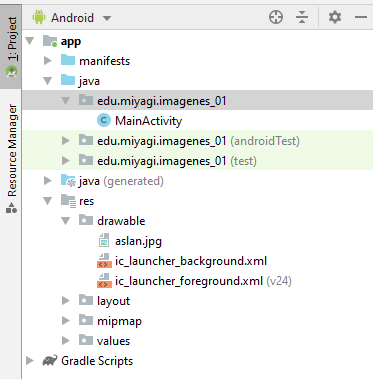 1: Project
Resource Manager
Android
app
manifests
java
edu.miyagi.imagenes_01
MainActivity
edu.miyagi.imagenes_01 (androidTest)
edu.miyagi.imagenes_01 (test)
java (generated)
res
drawable
aslan.jpg
ic_launcher_background.xml
ic_launcher_foreground.xml (v24)
layout
mipmap
values
Gradle Scripts